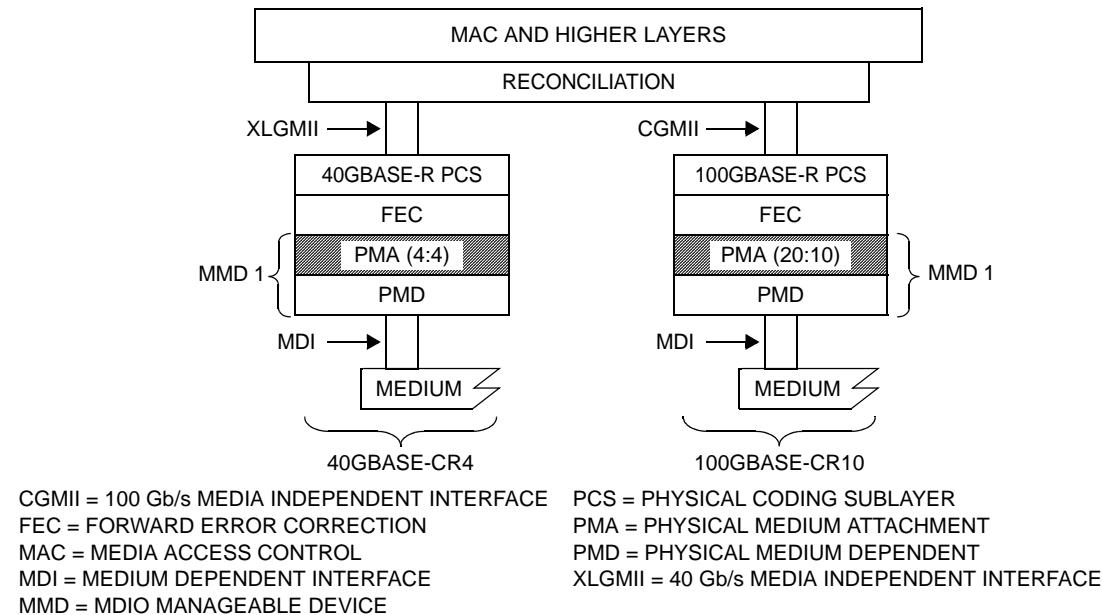 MAC AND HIGHER LAYERS
RECONCILIATION
XLGMII
CGMII
40GBASE-R PCS
100GBASE-R PCS
FEC
FEC
PMA (4:4)
PMA (20:10)
MMD 1
MMD 1
PMD
PMD
MDI
MDI
MEDIUM
MEDIUM
40GBASE-CR4
100GBASE-CR10
CGMII = 100 Gb/s MEDIA INDEPENDENT INTERFACE
FEC = FORWARD ERROR CORRECTION
MAC = MEDIA ACCESS CONTROL
MDI = MEDIUM DEPENDENT INTERFACE
MMD = MDIO MANAGEABLE DEVICE
PCS = PHYSICAL CODING SUBLAYER
PMA = PHYSICAL MEDIUM ATTACHMENT
PMD = PHYSICAL MEDIUM DEPENDENT
XLGMII = 40 Gb/s MEDIA INDEPENDENT INTERFACE